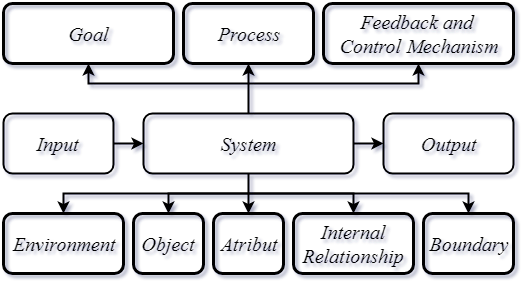 Goal
Process
Feedback and
Control Mechanism
Input
System
Output
Environment
Object
Atribut
Internal
Relationship
Boundary